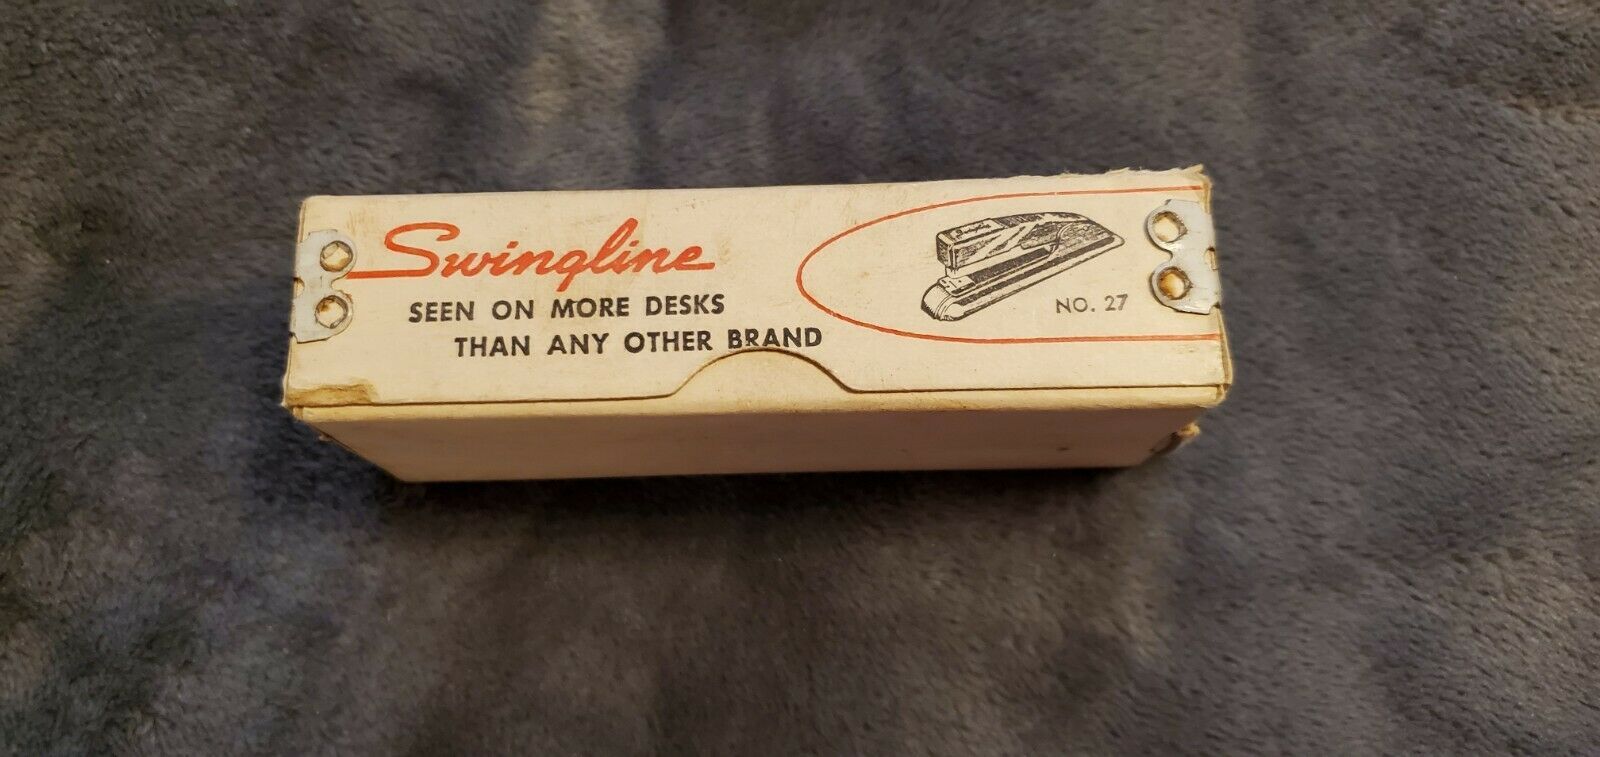 Swingline
SEEN ON MORE DESKS
THAN ANY OTHER BRAND
NO. 27